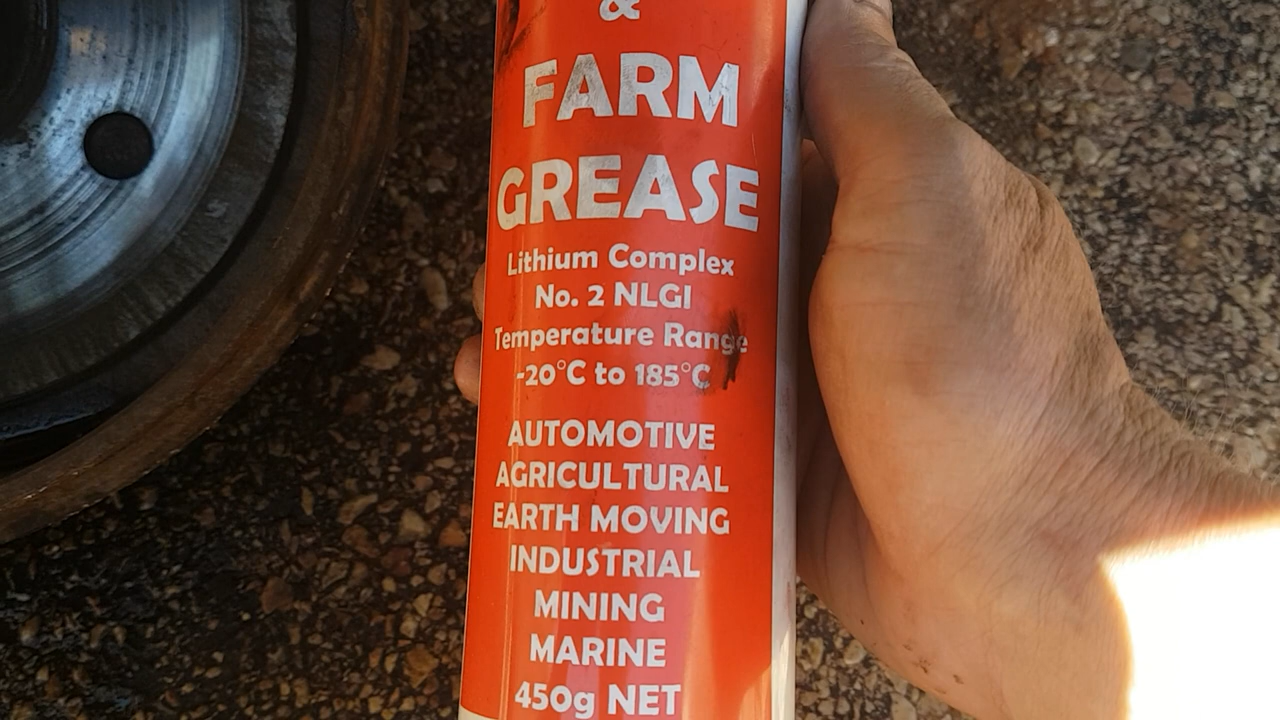 &
FARM
GREASE
Lithium Complex
No. 2 NLGI
Temperature Range
-20°C to 185°C
AUTOMOTIVE
AGRICULTURAL
EARTH MOVING
INDUSTRIAL
MINING
MARINE
450g NET